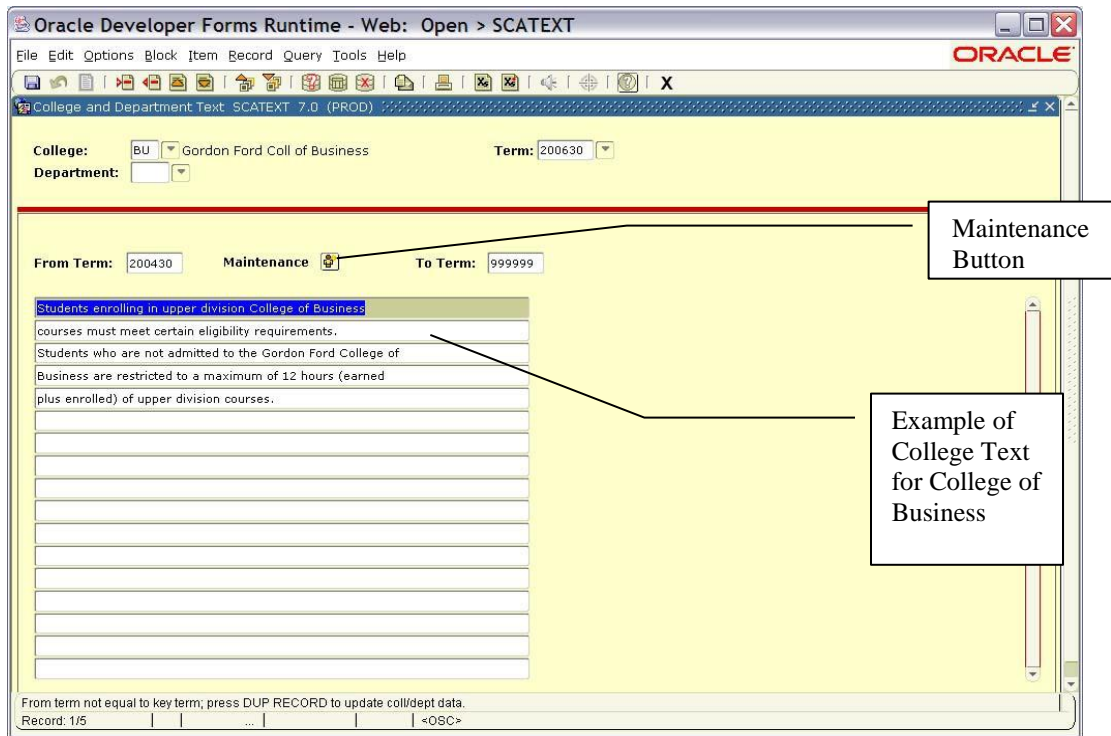 Oracle Developer Forms Runtime - Web: Open > SCATEXT
File Edit Options Block Item Record Query Tools Help
ORACLE
X
College and Department Text SCATEXT 7.0 (PROD)
College: BU Gordon Ford Coll of Business Term: 200630
Department:
Maintenance
Button
From Term: 200430 Maintenance To Term: 999999
Students enrolling in upper division College of Business
courses must meet certain eligibility requirements.
Students who are not admitted to the Gordon Ford College of
Business are restricted to a maximum of 12 hours (earned
plus enrolled) of upper division courses.
Example of
College Text
for College of
Business
From term not equal to key term; press DUP RECORD to update coll/dept data.
Record: 1/5 ... <OSC>